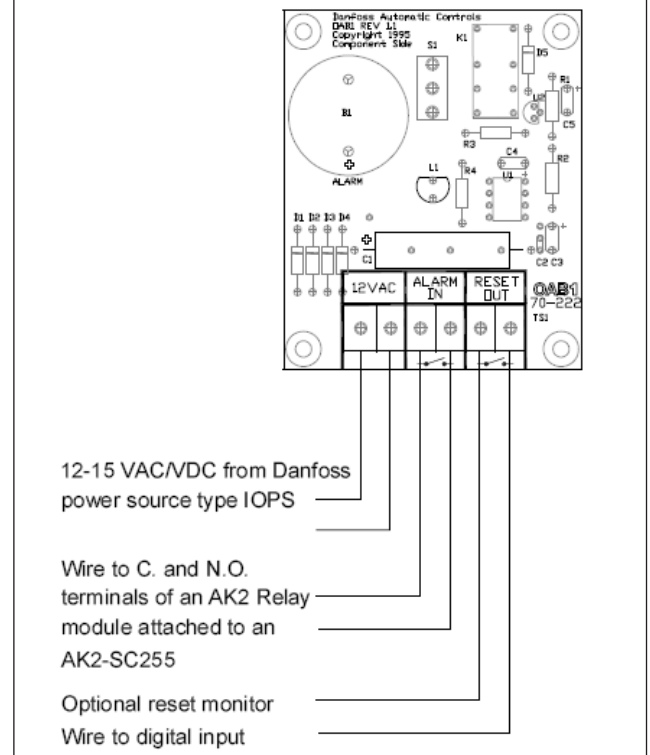 Danfoss Automatic Controls
OAB1 REV 1.1
Copyright 1995
Component Side
S1
K1
D5
R1
U2
C5
B1
R3
C4
R2
L1
R4
U1
ALARM
D1 D2 D3 D4
C1
C2 C3
12VAC
ALARM IN
RESET OUT
OAB1
70-222
TS1
12-15 VAC/VDC from Danfoss
power source type IOPS
Wire to C. and N.O.
terminals of an AK2 Relay
module attached to an
AK2-SC255
Optional reset monitor
Wire to digital input